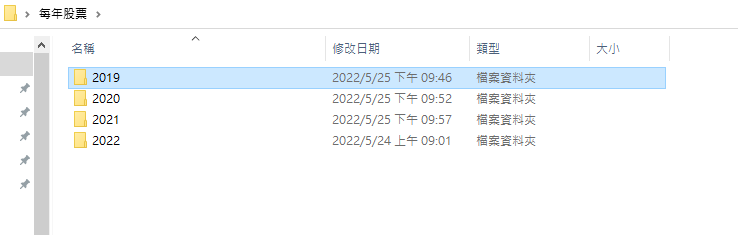 每年股票
名稱 修改日期 類型 大小
2019 2022/5/25 下午 09:46 檔案資料夾
2020 2022/5/25 下午 09:52 檔案資料夾
2021 2022/5/25 下午 09:57 檔案資料夾
2022 2022/5/24 上午 09:01 檔案資料夾